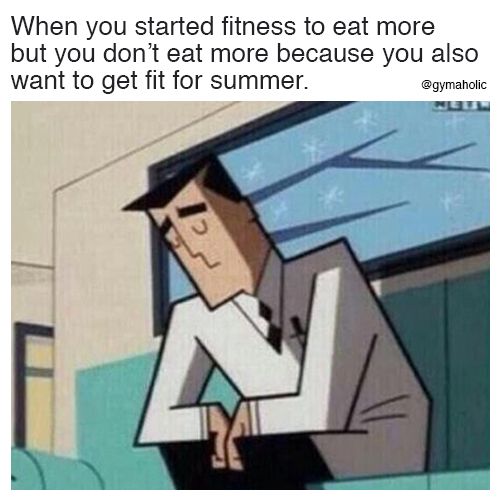 When you started fitness to eat more
but you don’t eat more because you also
want to get fit for summer.
@gymaholic